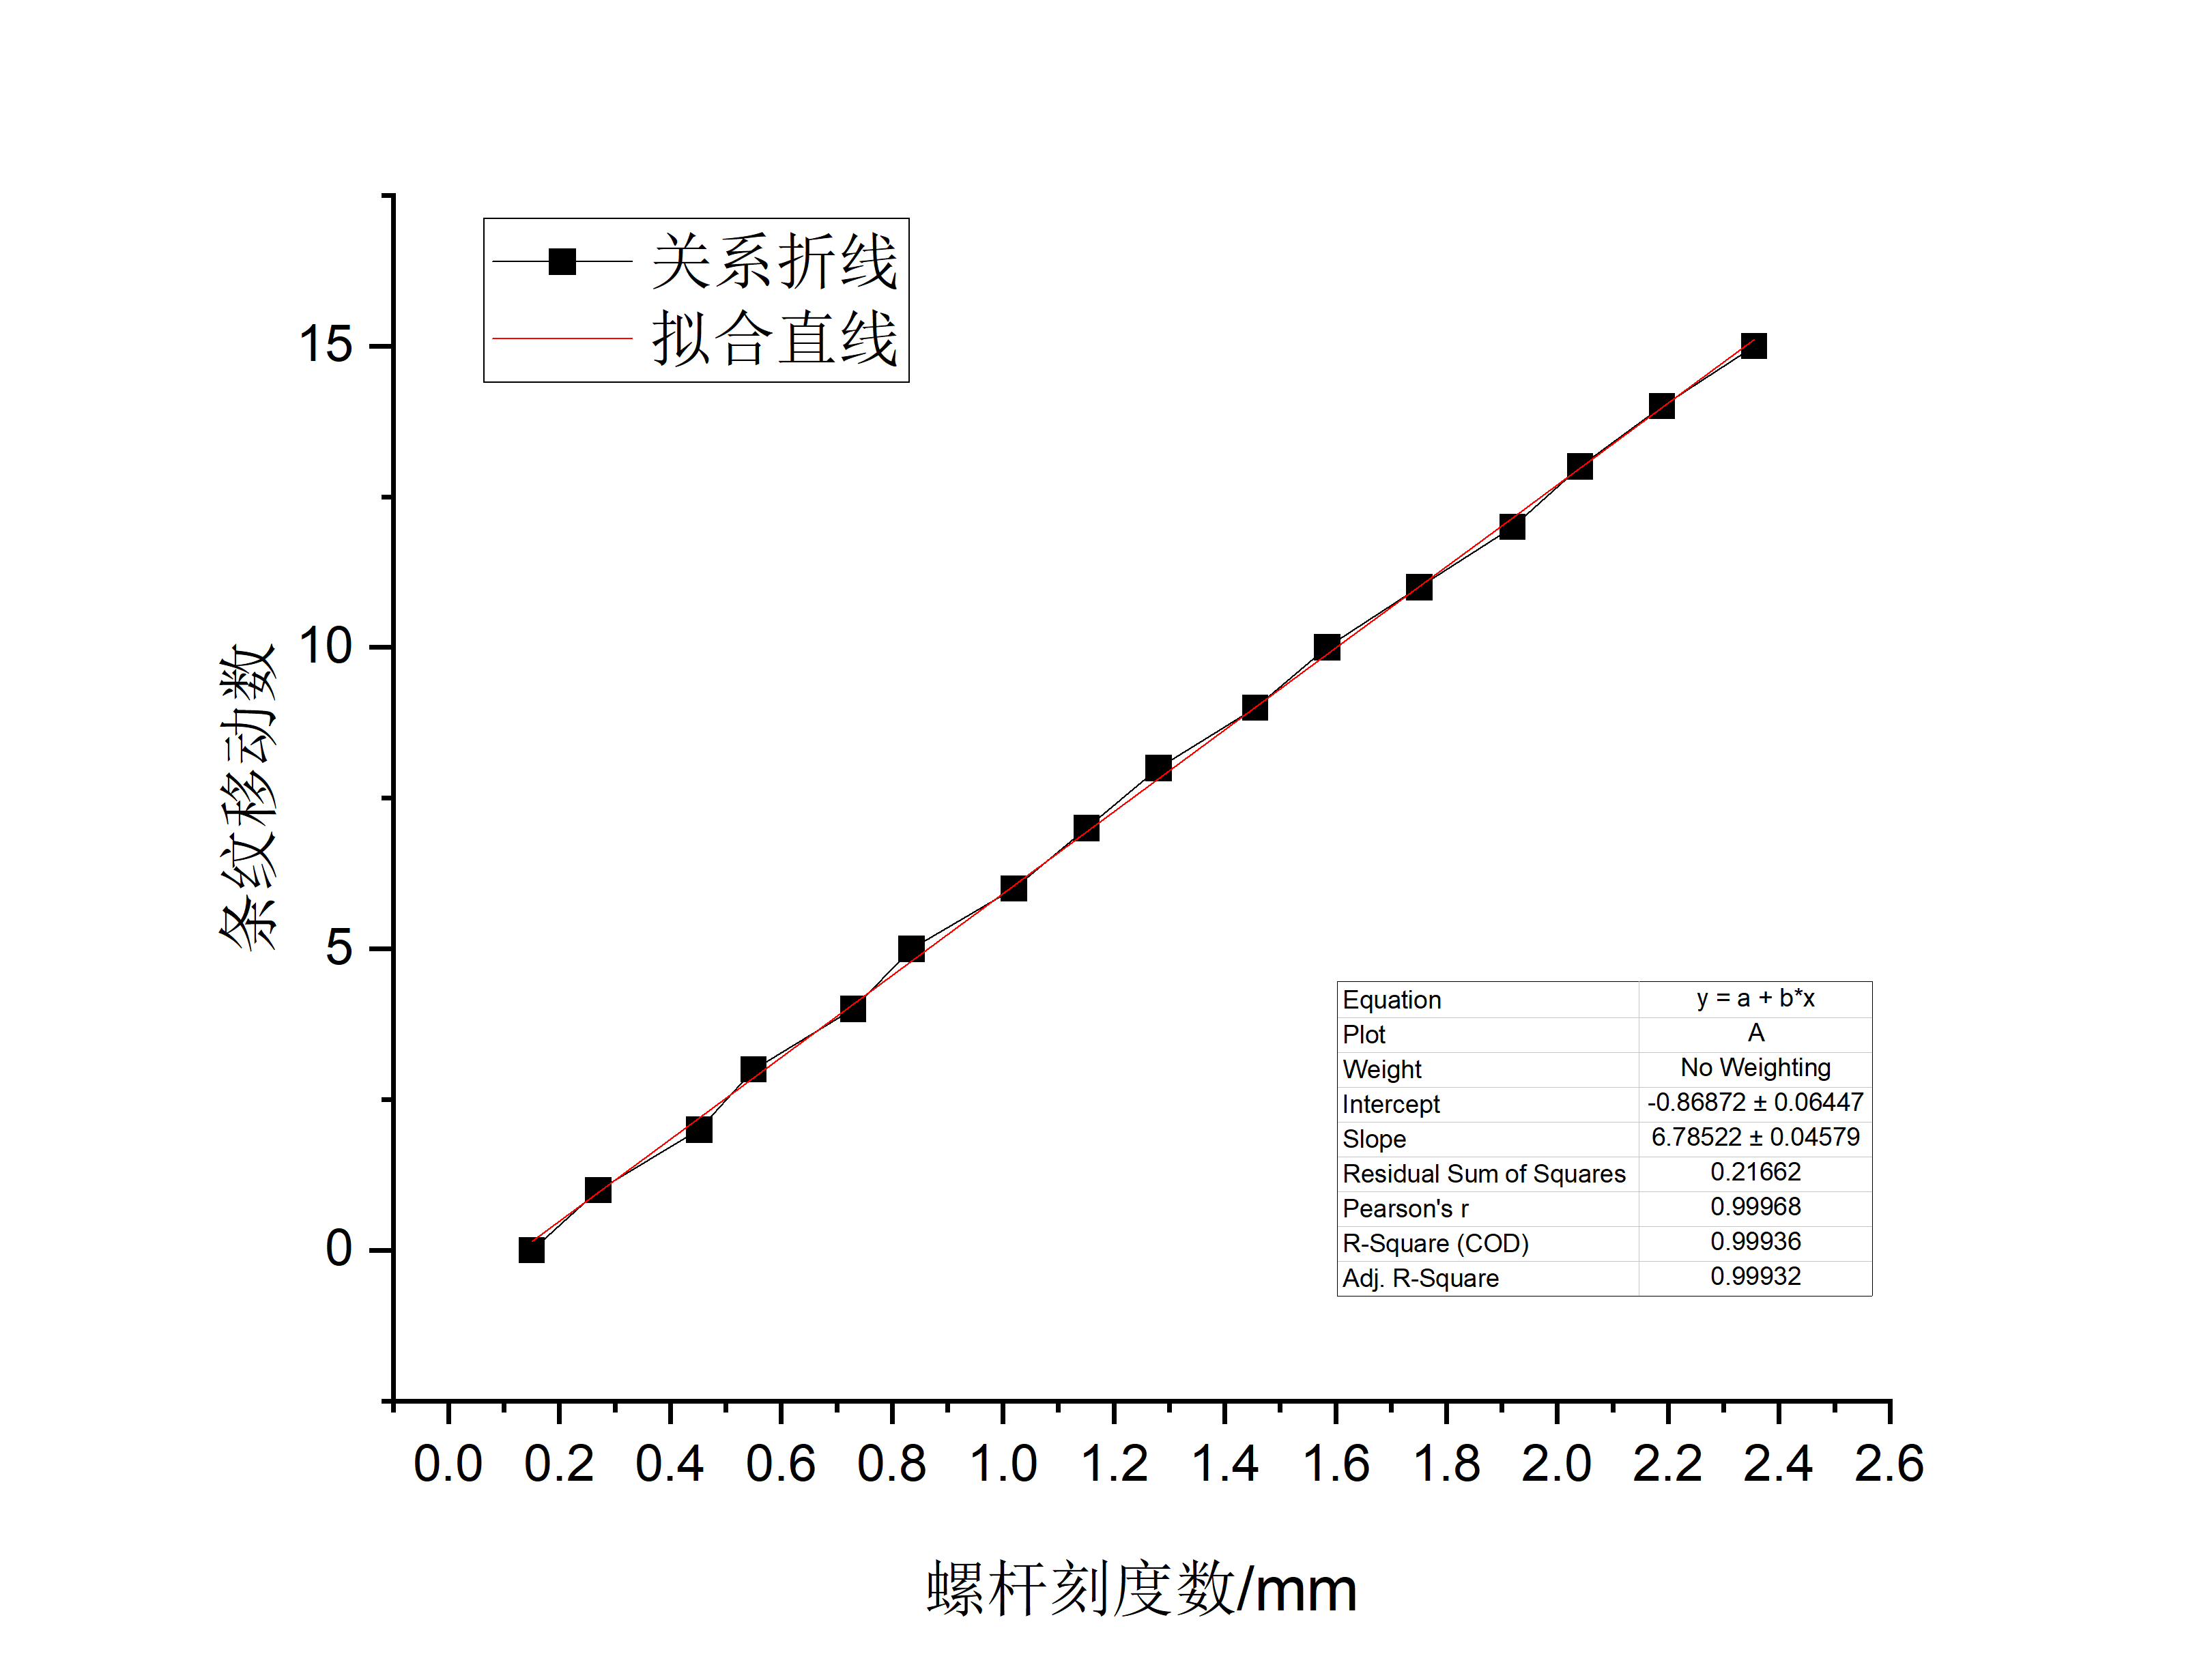 关系折线
拟合直线
15
10
5
0
条纹移动数
Equation y = a + b*x
Plot A
Weight No Weighting
Intercept -0.86872 ± 0.06447
Slope 6.78522 ± 0.04579
Residual Sum of Squares 0.21662
Pearson's r 0.99968
R-Square (COD) 0.99936
Adj. R-Square 0.99932
0.0 0.2 0.4 0.6 0.8 1.0 1.2 1.4 1.6 1.8 2.0 2.2 2.4 2.6
螺杆刻度数/mm